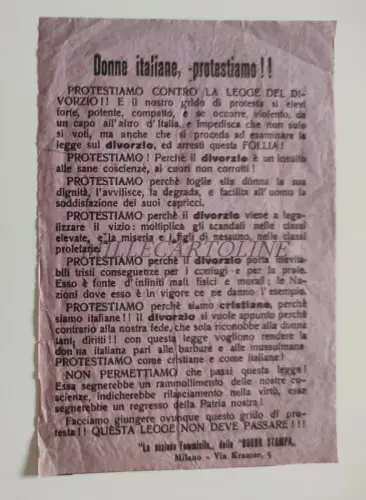 Donne italiane, -protestiamo !!
PROTESTIAMO CONTRO LA LEGGE DEL DI-
VORZIO!! E il nostro grido di protesta si elevi
forte, potente, compatto, e se occorre, violento, da
un capo all'altro d'Italia, e impedisca che non solo
si voti, ma anche che si proceda ad esaminare la
legge sul divorzio, ed arresti questa FOLLIA!
PROTESTIAMO! Perchè il divorzio è un insulto
alle sane coscienze, ai cuori non corrotti!
PROTESTIAMO perchè toglie alla donna la sua
dignità, l'avvilisce, la degrada, e facilita all'uomo la
soddisfazione dei suoi capricci.
PROTESTIAMO perchè il divorzio viene a lega-
lizzare il vizio: moltiplica gli scandali nelle classi
elevate, e la miseria e i figli di nessuno, nelle classi
proletarie.
PROTESTIAMO perchè il divorzio porta inevita-
bili tristi conseguenze per i coniugi e per la prole.
Esso è fonte d'infiniti mali fisici e morali; le Na-
zioni dove esso è in vigore ce ne danno l'esempio.
PROTESTIAMO perchè siamo cristiane, perchè
siamo italiane!! Il divorzio si vuole appunto perchè
contrario alla nostra fede, che sola riconobbe alla donna
tanti diritti!! con questa legge vogliono rendere la
donna italiana pari alle barbare e alle mussulmane
PROTESTIAMO come cristiane e come italiane!
NON PERMETTIAMO che passi questa legge!
Essa segnerebbe un rammollimento delle nostre co-
scienze, indicherebbe rilasciamento nella virtù, essa
segnerebbe un regresso della Patria nostra!
Facciamo giungere ovunque questo grido di pro-
testa!! QUESTA LEGGE NON DEVE PASSARE!!!
"La sezione Femminile,, della "BUONA STAMPA,
Milano - Via Kramer, 5
CARTOLINE